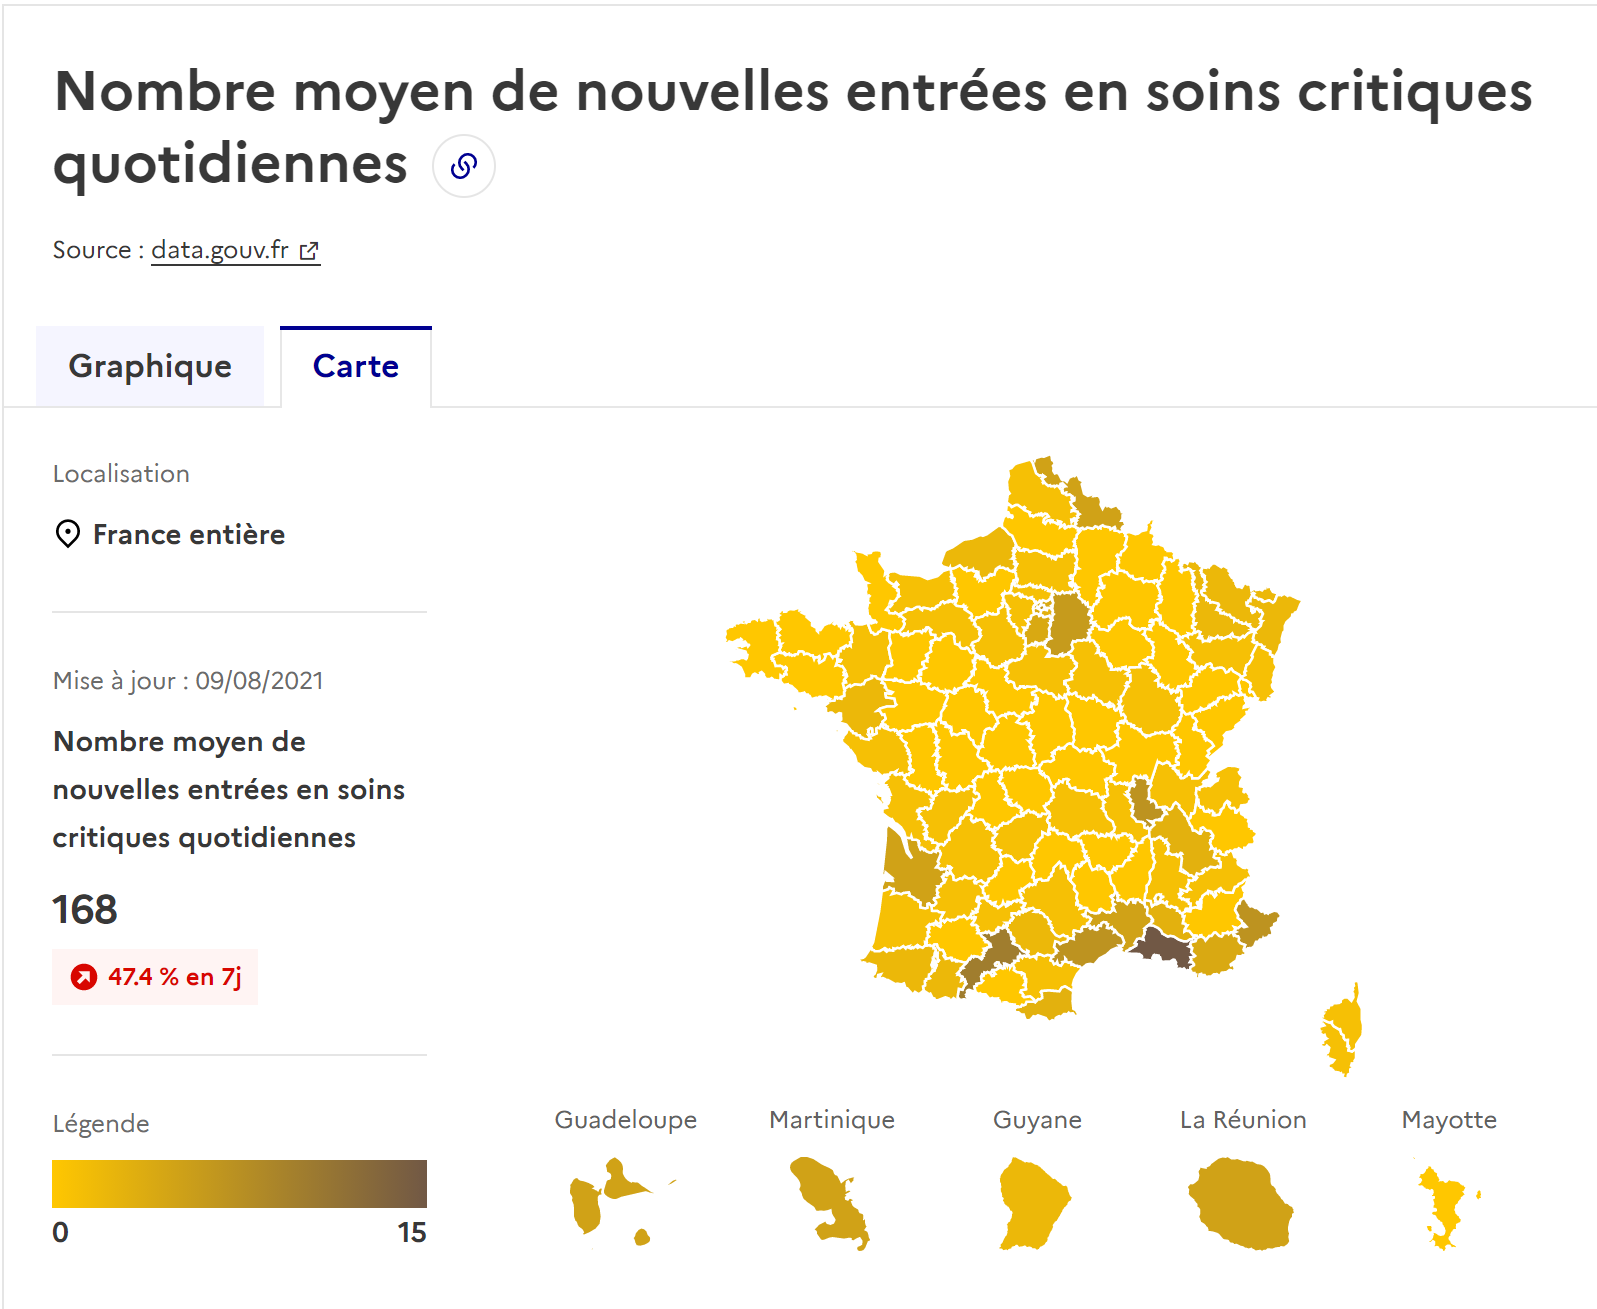 Nombre moyen de nouvelles entrées en soins critiques
quotidiennes
Source : data.gouv.fr
Graphique
Carte
Localisation
France entière
Mise à jour : 09/08/2021
Nombre moyen de
nouvelles entrées en soins
critiques quotidiennes
168
47.4 % en 7j
Légende
0
15
Guadeloupe
Martinique
Guyane
La Réunion
Mayotte